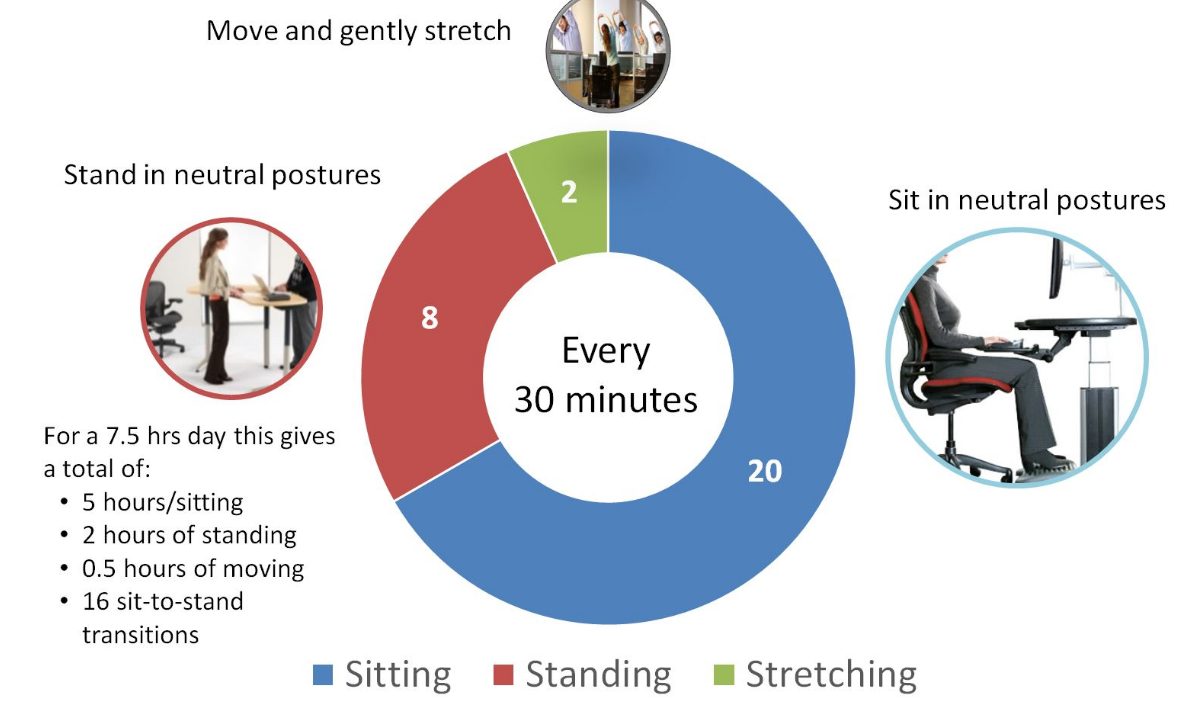 Move and gently stretch
Stand in neutral postures
Sit in neutral postures
2
8
20
Every
30 minutes
For a 7.5 hrs day this gives
a total of:
• 5 hours/sitting
• 2 hours of standing
• 0.5 hours of moving
• 16 sit-to-stand
transitions
Sitting
Standing
Stretching